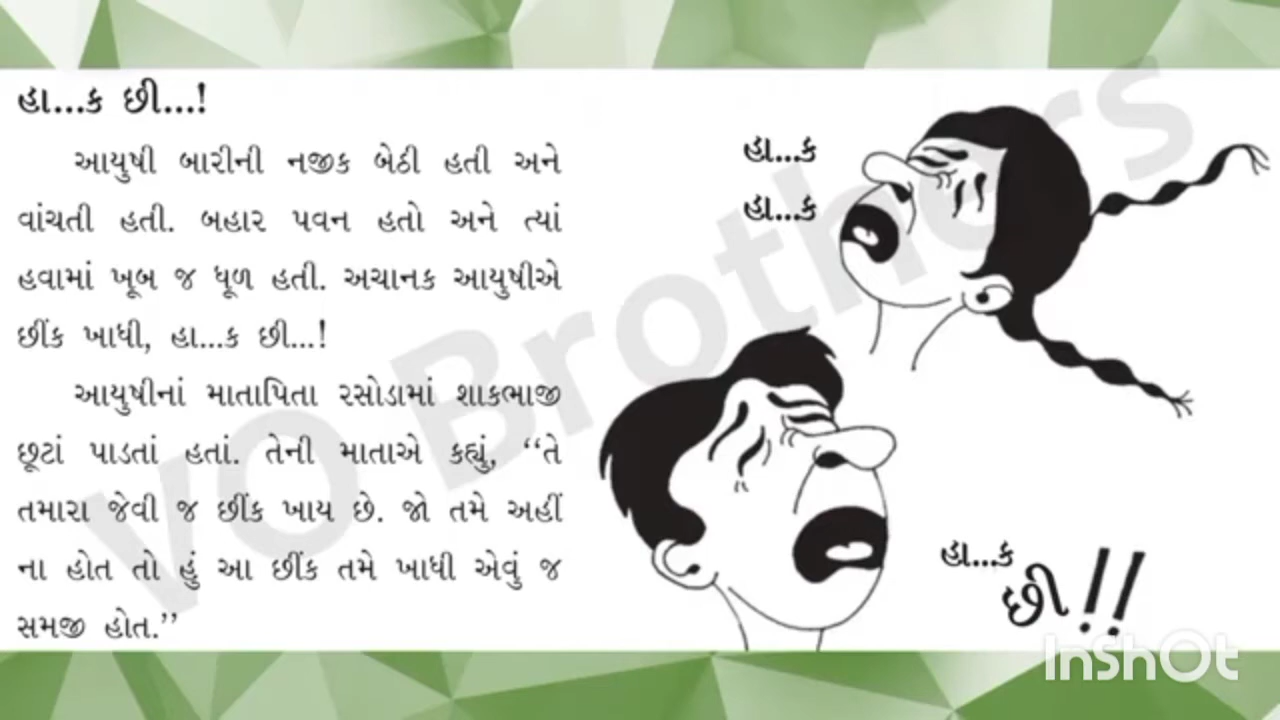 હા...ક છી...!
આયુષી બારીની નજીક બેઠી હતી અને
વાંચતી હતી. બહાર પવન હતો અને ત્યાં
હવામાં ખૂબ જ ધૂળ હતી. અચાનક આયુષીએ
છીંક ખાધી, હા...ક છી...!
આયુષીનાં માતાપિતા રસોડામાં શાકભાજી
છૂટાં પાડતાં હતાં. તેની માતાએ કહ્યું, “તે
તમારા જેવી જ છીંક ખાય છે. જો તમે અહીં
ના હોત તો હું આ છીંક તમે ખાધી એવું જ
સમજી હોત.”
હા...ક
હા...ક
હા...ક
છી!!
VO Brothers
InShOt